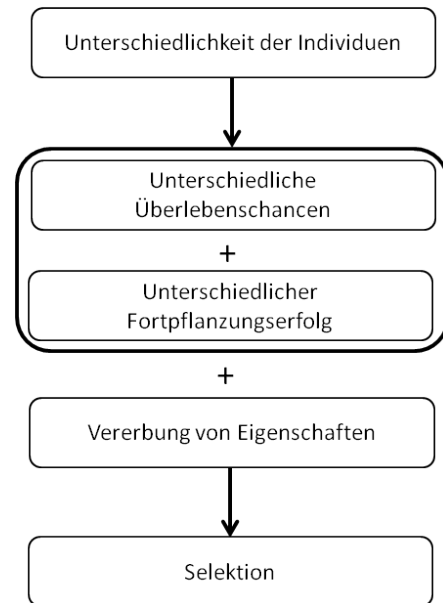 Unterschiedlichkeit der Individuen
Unterschiedliche
Überlebenschancen
+
Unterschiedlicher
Fortpflanzungserfolg
+
Vererbung von Eigenschaften
Selektion